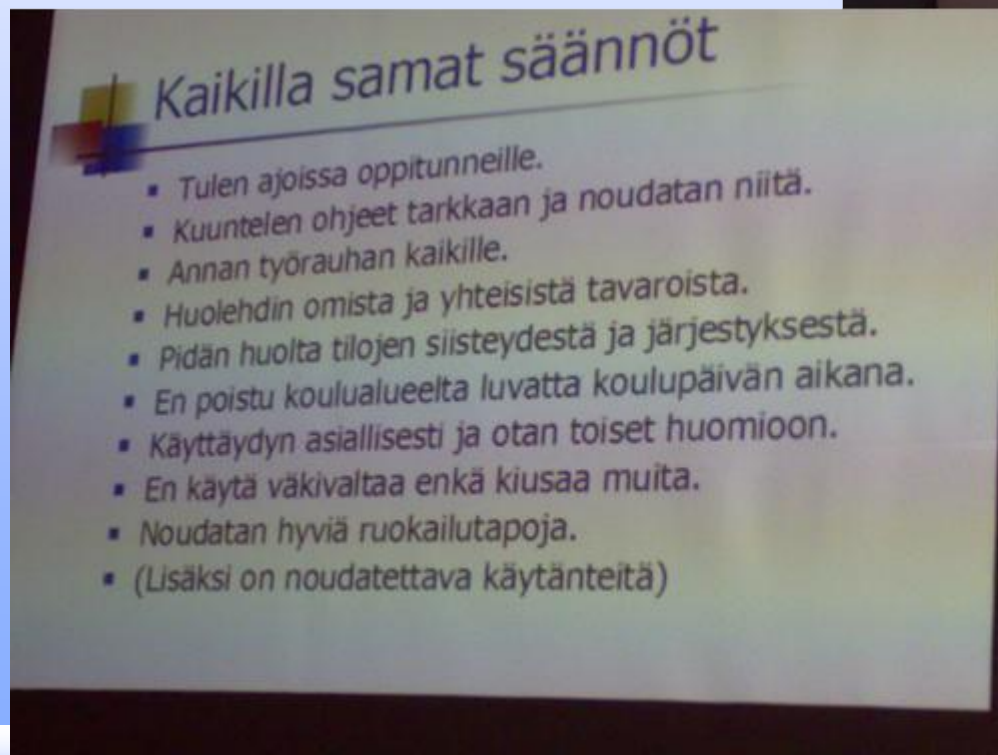 Kaikilla samat säännöt
▪ Tulen ajoissa oppitunneille.
▪ Kuuntelen ohjeet tarkkaan ja noudatan niitä.
▪ Annan työrauhan kaikille.
▪ Huolehdin omista ja yhteisistä tavaroista.
▪ Pidän huolta tilojen siisteydestä ja järjestyksestä.
▪ En poistu koulualueelta luvatta koulupäivän aikana.
▪ Käyttäydyn asiallisesti ja otan toiset huomioon.
▪ En käytä väkivaltaa enkä kiusaa muita.
▪ Noudatan hyviä ruokailutapoja.
▪ (Lisäksi on noudatettava käytänteitä)